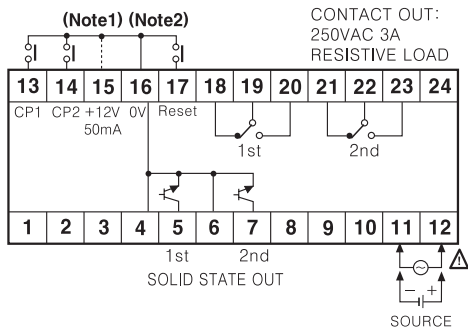 (Note1) (Note2)
CONTACT OUT:
250VAC 3A
RESISTIVE LOAD
13 14 15 16 17 18 19 20 21 22 23 24
CP1 CP2 +12V 0V Reset
50mA
1st 2nd
1 2 3 4 5 6 7 8 9 10 11 12
1st 2nd
SOLID STATE OUT
− +
SOURCE